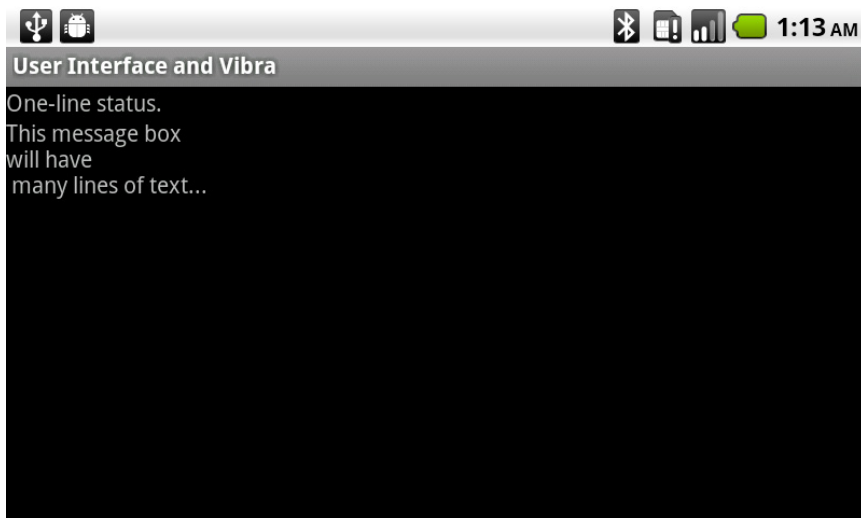 1:13 AM
User Interface and Vibra
One-line status.
This message box
will have
many lines of text...